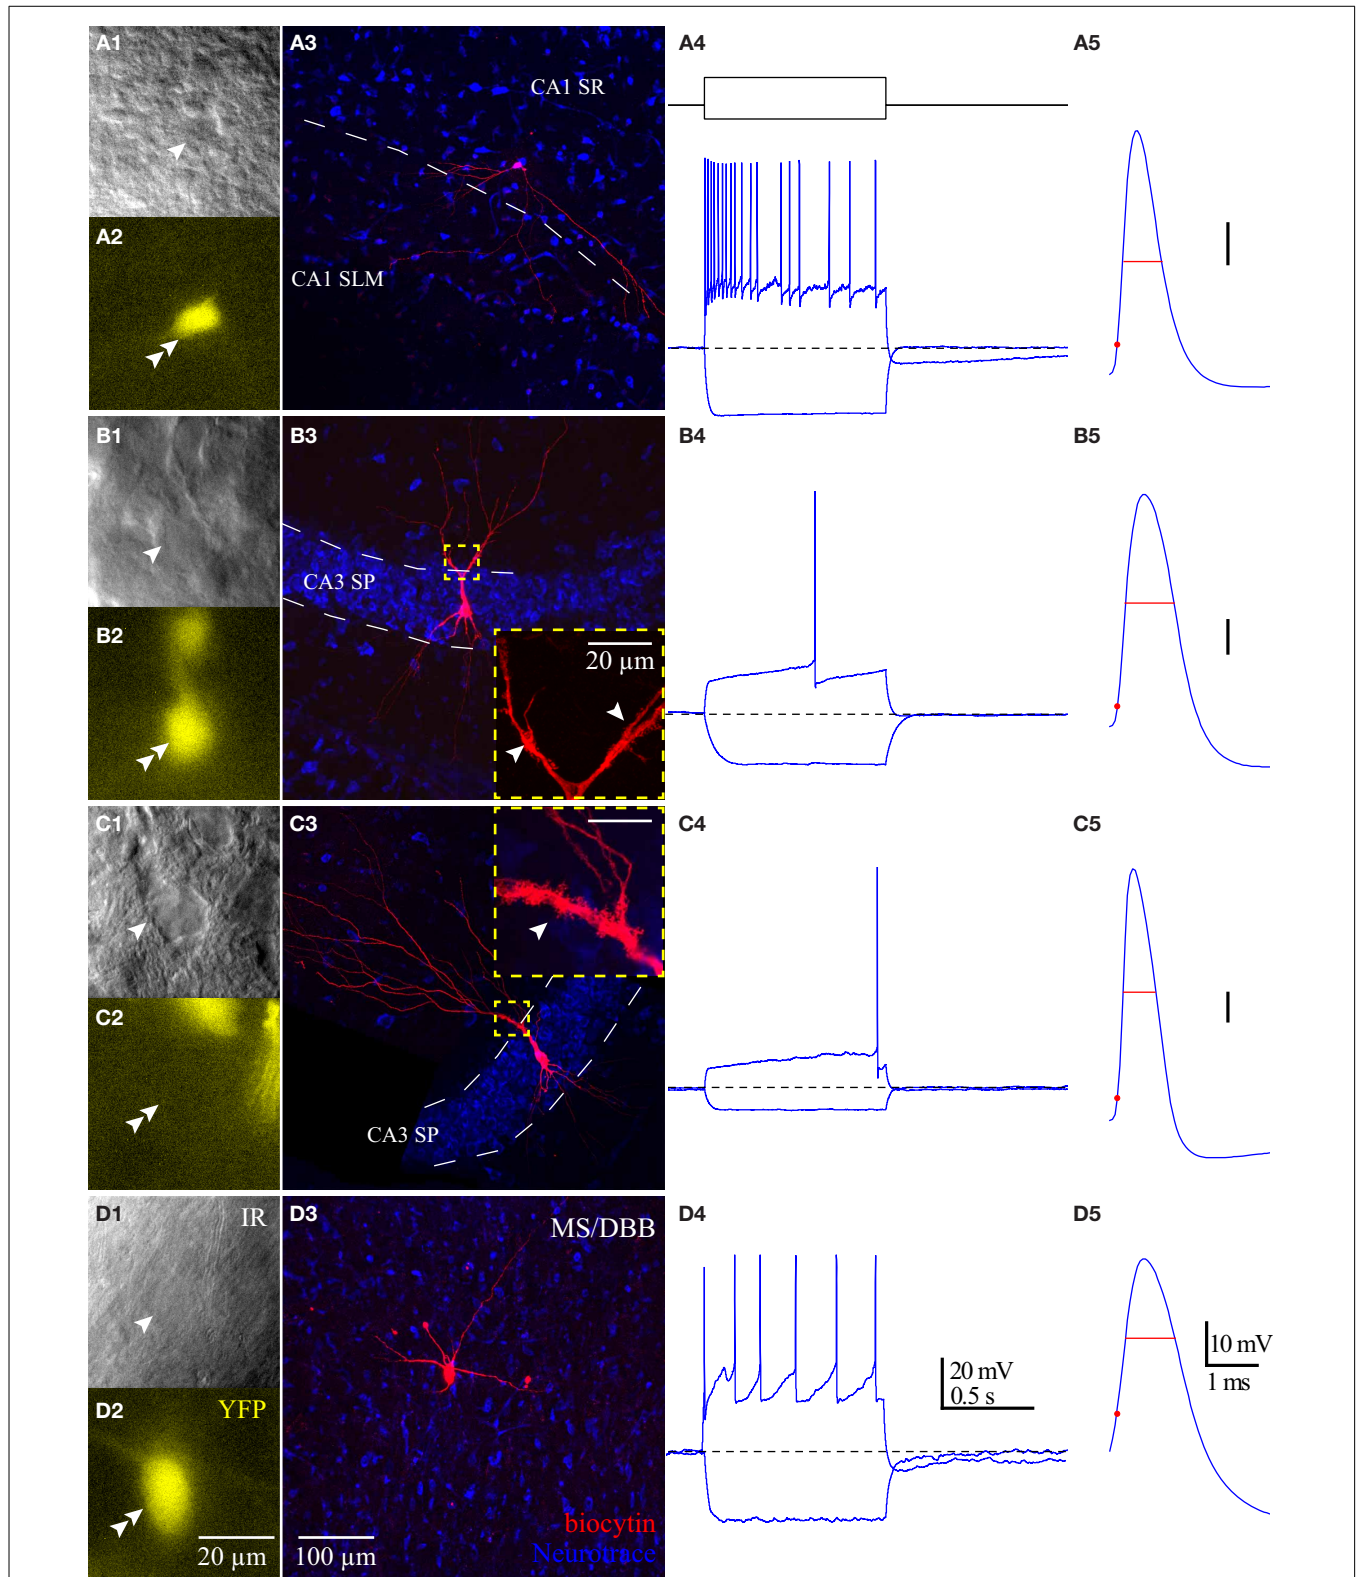 A1
A3
A4
A5
CA1 SR
A2
CA1 SLM
B1
B3
B4
B5
CA3 SP
B2
20 µm
C1
C3
C4
C5
C2
CA3 SP
D1
IR
D3
MS/DBB
D4
D5
10 mV
1 ms
20 mV
0.5 s
D2
YFP
20 µm
100 µm
biocytin
Neurotrace